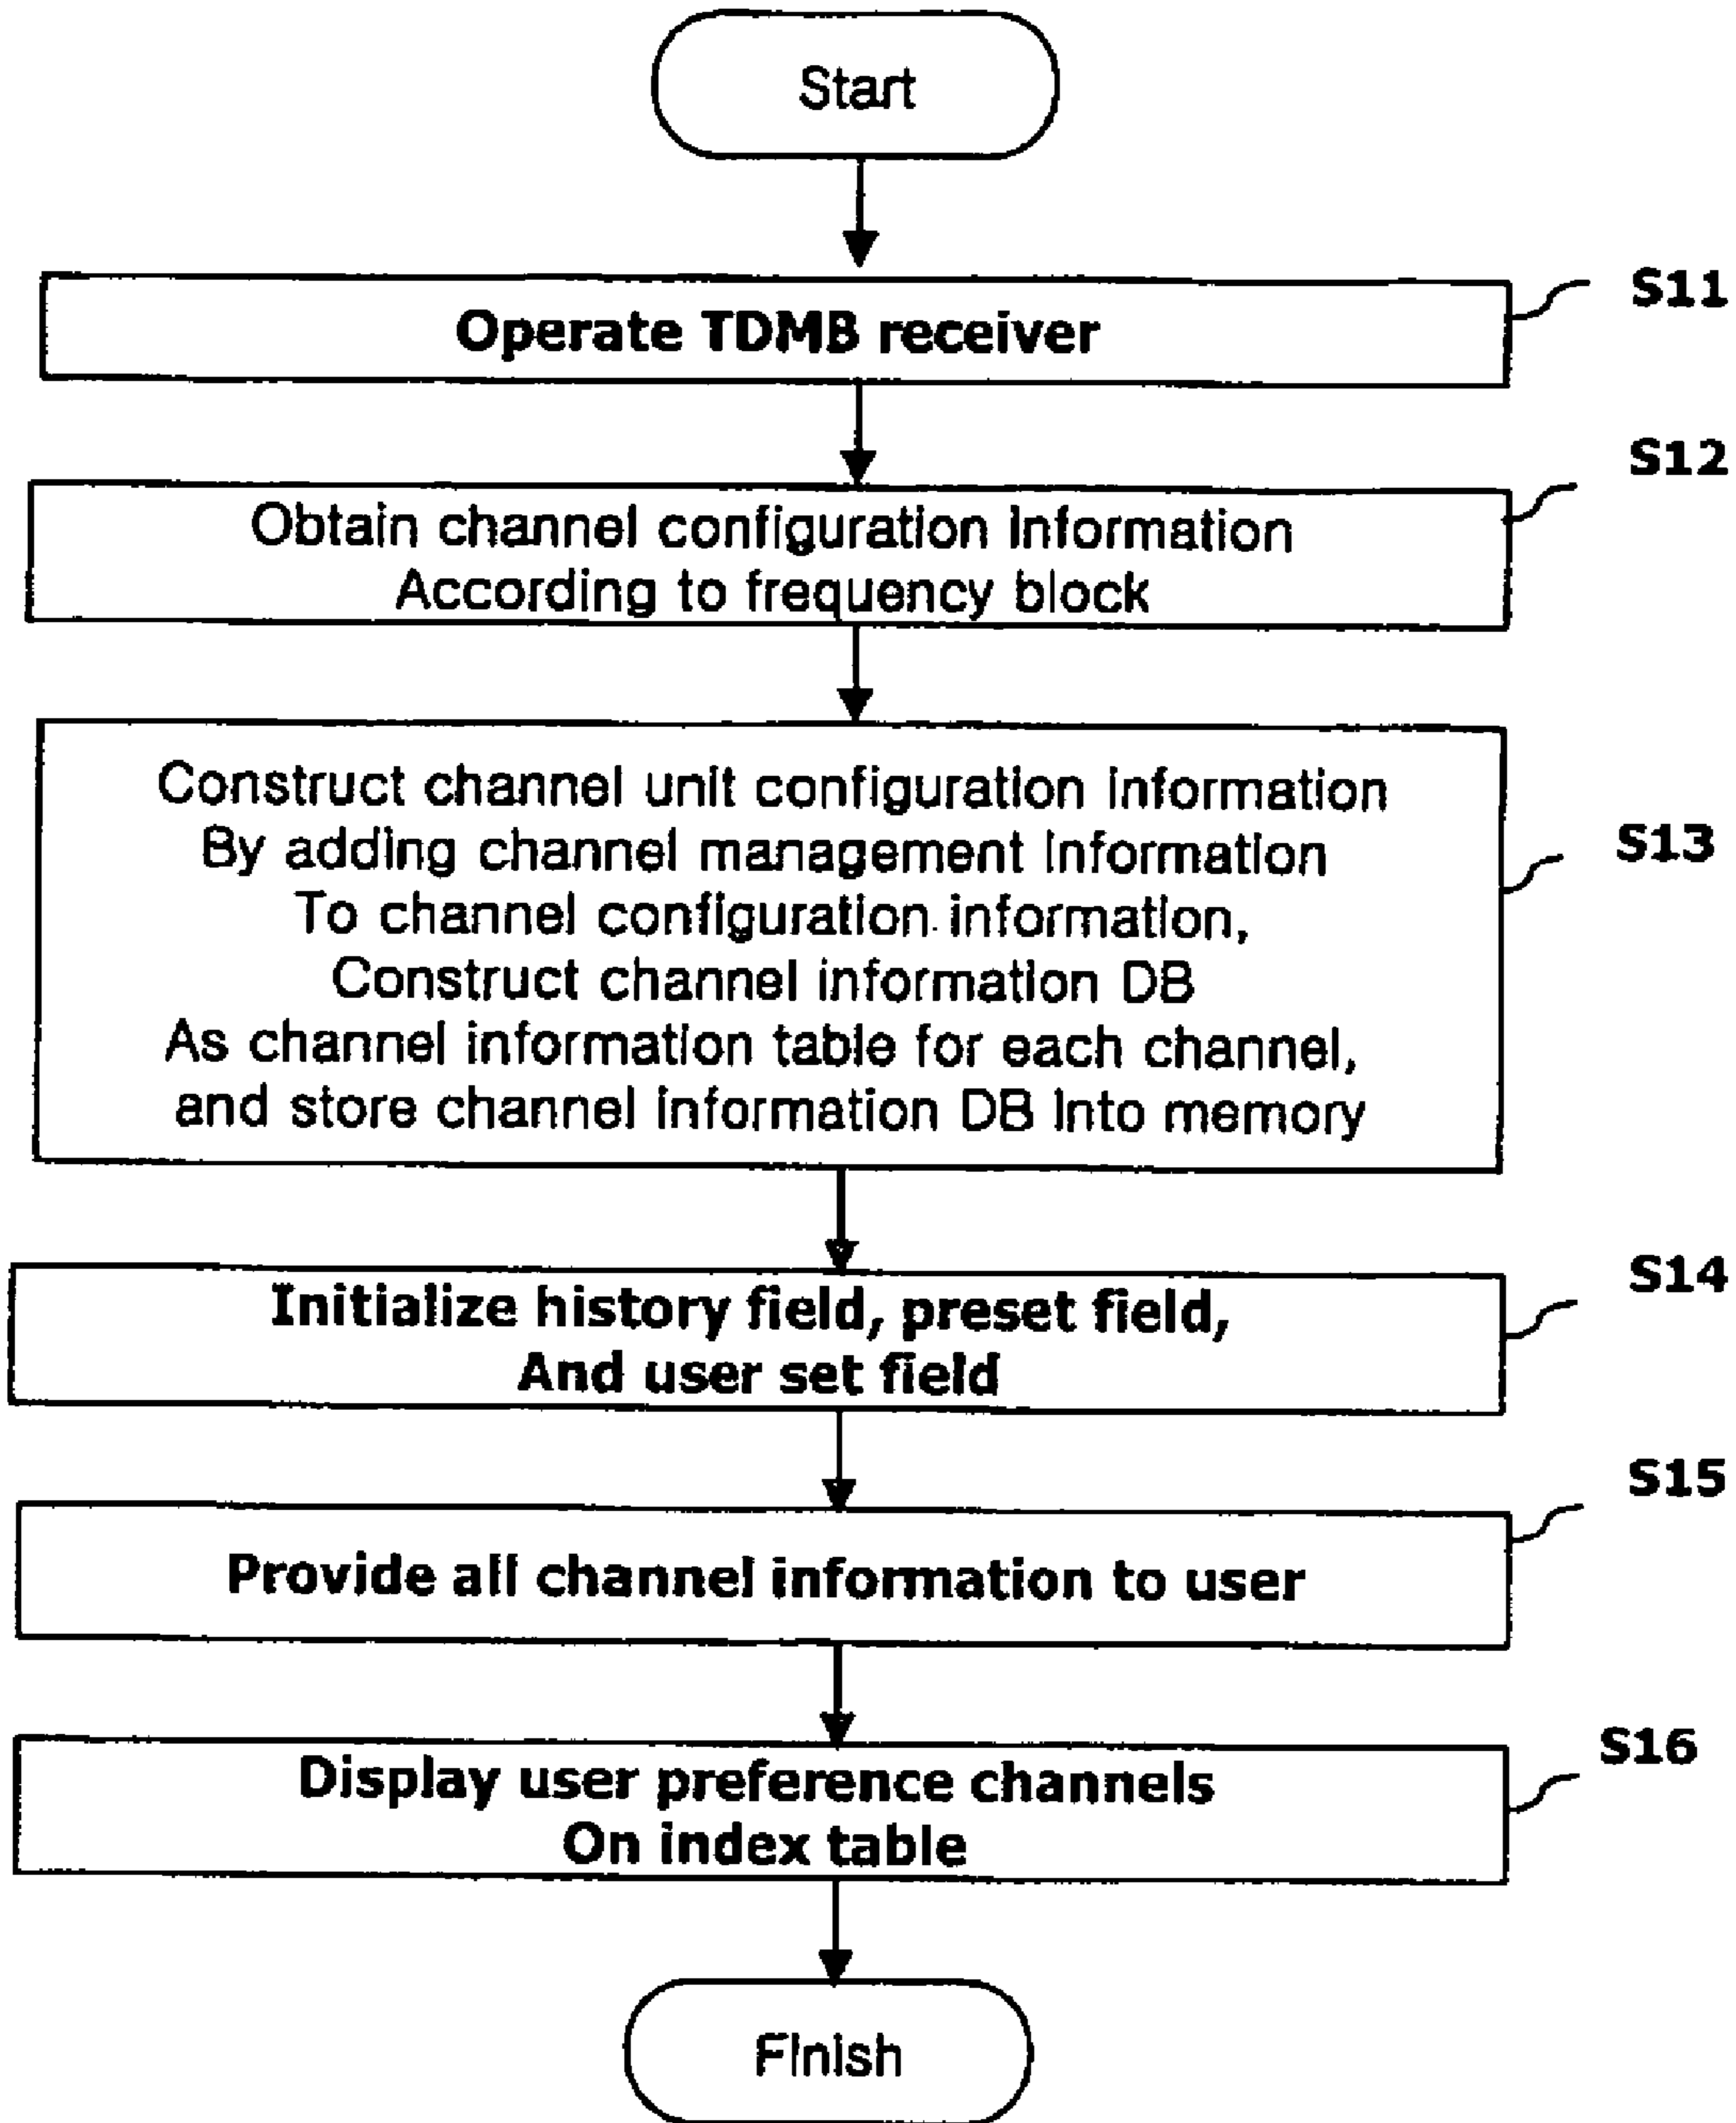 Start
S11
Operate TDMB receiver
S12
Obtain channel configuration Information
According to frequency block
Construct channel unit configuration Information
By adding channel management Information
S13
To channel configuration information,
Construct channel information DB
As channel information table for each channel,
and store channel information DB Into memory
S14
Initialize history field, preset field,
And user set field
S15
Provide all channel information to user
S16
Display user preference channels
On index table
Finish